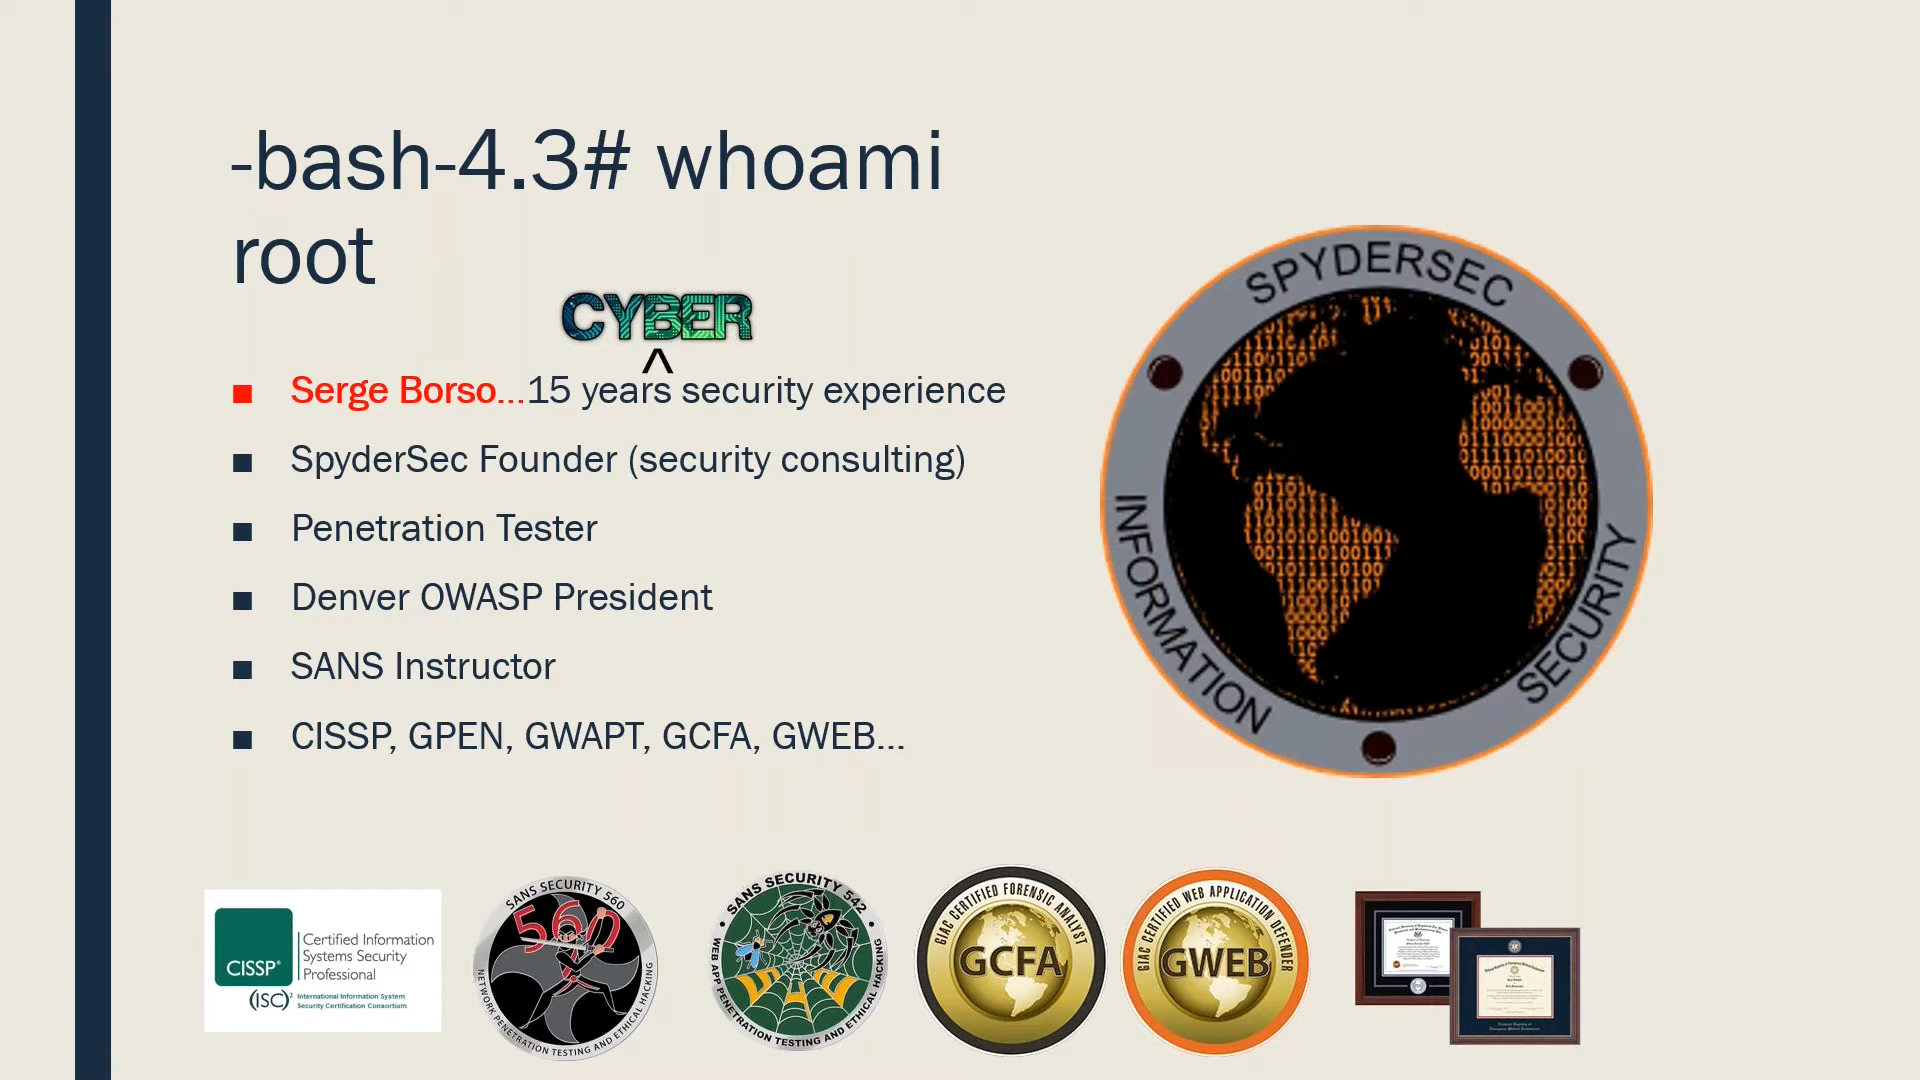 -bash-4.3# whoami
root
CYBER
^
Serge Borso...15 years security experience
SpyderSec Founder (security consulting)
Penetration Tester
Denver OWASP President
SANS Instructor
CISSP, GPEN, GWAPT, GCFA, GWEB...
SPYDERSEC
INFORMATION
SECURITY
CISSP®
Certified Information
Systems Security
Professional
(ISC)²
International Information System
Security Certification Consortium
SANS SECURITY 560
560
NETWORK PENETRATION TESTING AND ETHICAL HACKING
SANS SECURITY 542
WEB APP PENETRATION TESTING AND ETHICAL HACKING
GIAC CERTIFIED FORENSIC ANALYST
GCFA
GIAC CERTIFIED WEB APPLICATION DEFENDER
GWEB